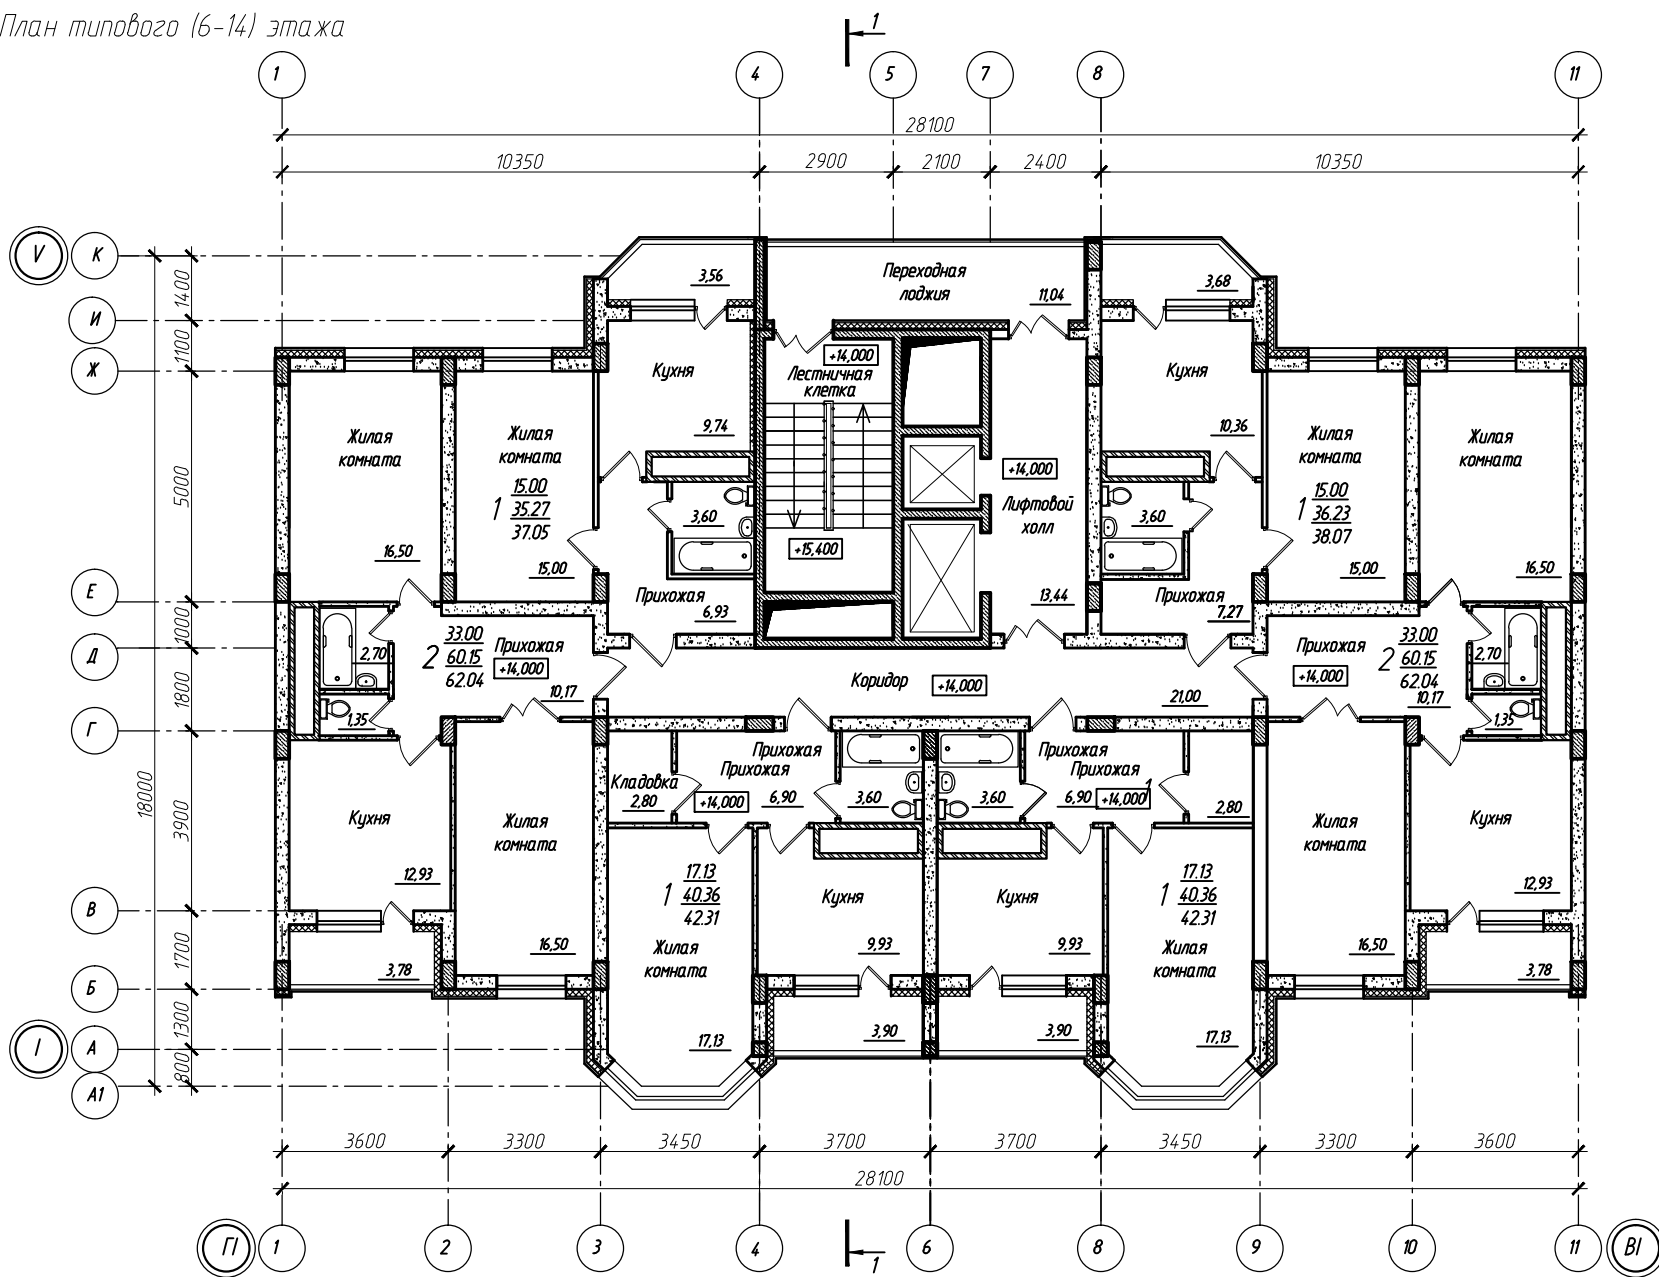 План типового (6-14) этажа
1
1
4
5
7
8
11
28100
10350
2900
2100
2400
10350
V
К
И
Ж
Е
Д
Г
В
Б
I
А
А1
1400
1100
5000
1000
1800
3900
1700
1300
800
18000
3,56
Переходная
лоджия
11,04
3,68
+14,000
Лестничная
клетка
Кухня
9,74
Кухня
10,36
Жилая
комната
16,50
Жилая
комната
1
15.00
35.27
37.05
15,00
3,60
+15,400
+14,000
Лифтовой
холл
13,44
3,60
Жилая
комната
1
15.00
36.23
38.07
15,00
Жилая
комната
16,50
Прихожая
6,93
Прихожая
7,27
2,70
1,35
2
33.00
60.15
62.04
Прихожая
+14,000
10,17
Коридор
+14,000
21,00
Прихожая
+14,000
2
33.00
60.15
62.04
10,17
2,70
1,35
Кухня
12,93
3,78
Жилая
комната
16,50
Кладовка
2,80
Прихожая
Прихожая
+14,000
6,90
3,60
3,60
Прихожая
Прихожая
6,90
+14,000
1
2,80
1
17.13
40.36
42.31
Жилая
комната
17,13
Кухня
9,93
3,90
Кухня
9,93
3,90
1
17.13
40.36
42.31
Жилая
комната
17,13
Жилая
комната
16,50
Кухня
12,93
3,78
3600
3300
3450
3700
3700
3450
3300
3600
28100
ГI
1
2
3
4
1
6
8
9
10
11
ВI